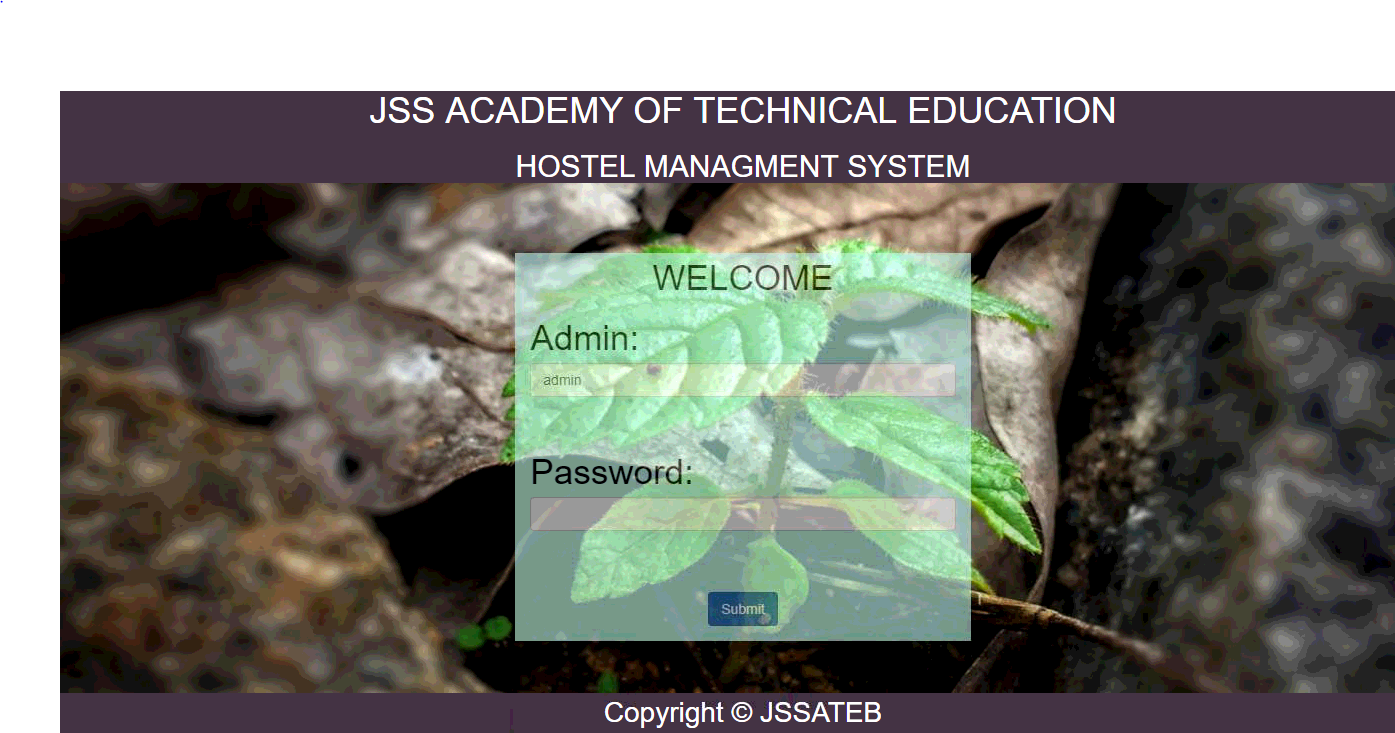 JSS ACADEMY OF TECHNICAL EDUCATION
HOSTEL MANAGMENT SYSTEM
WELCOME
Admin:
admin
Password:
Submit
Copyright © JSSATEB